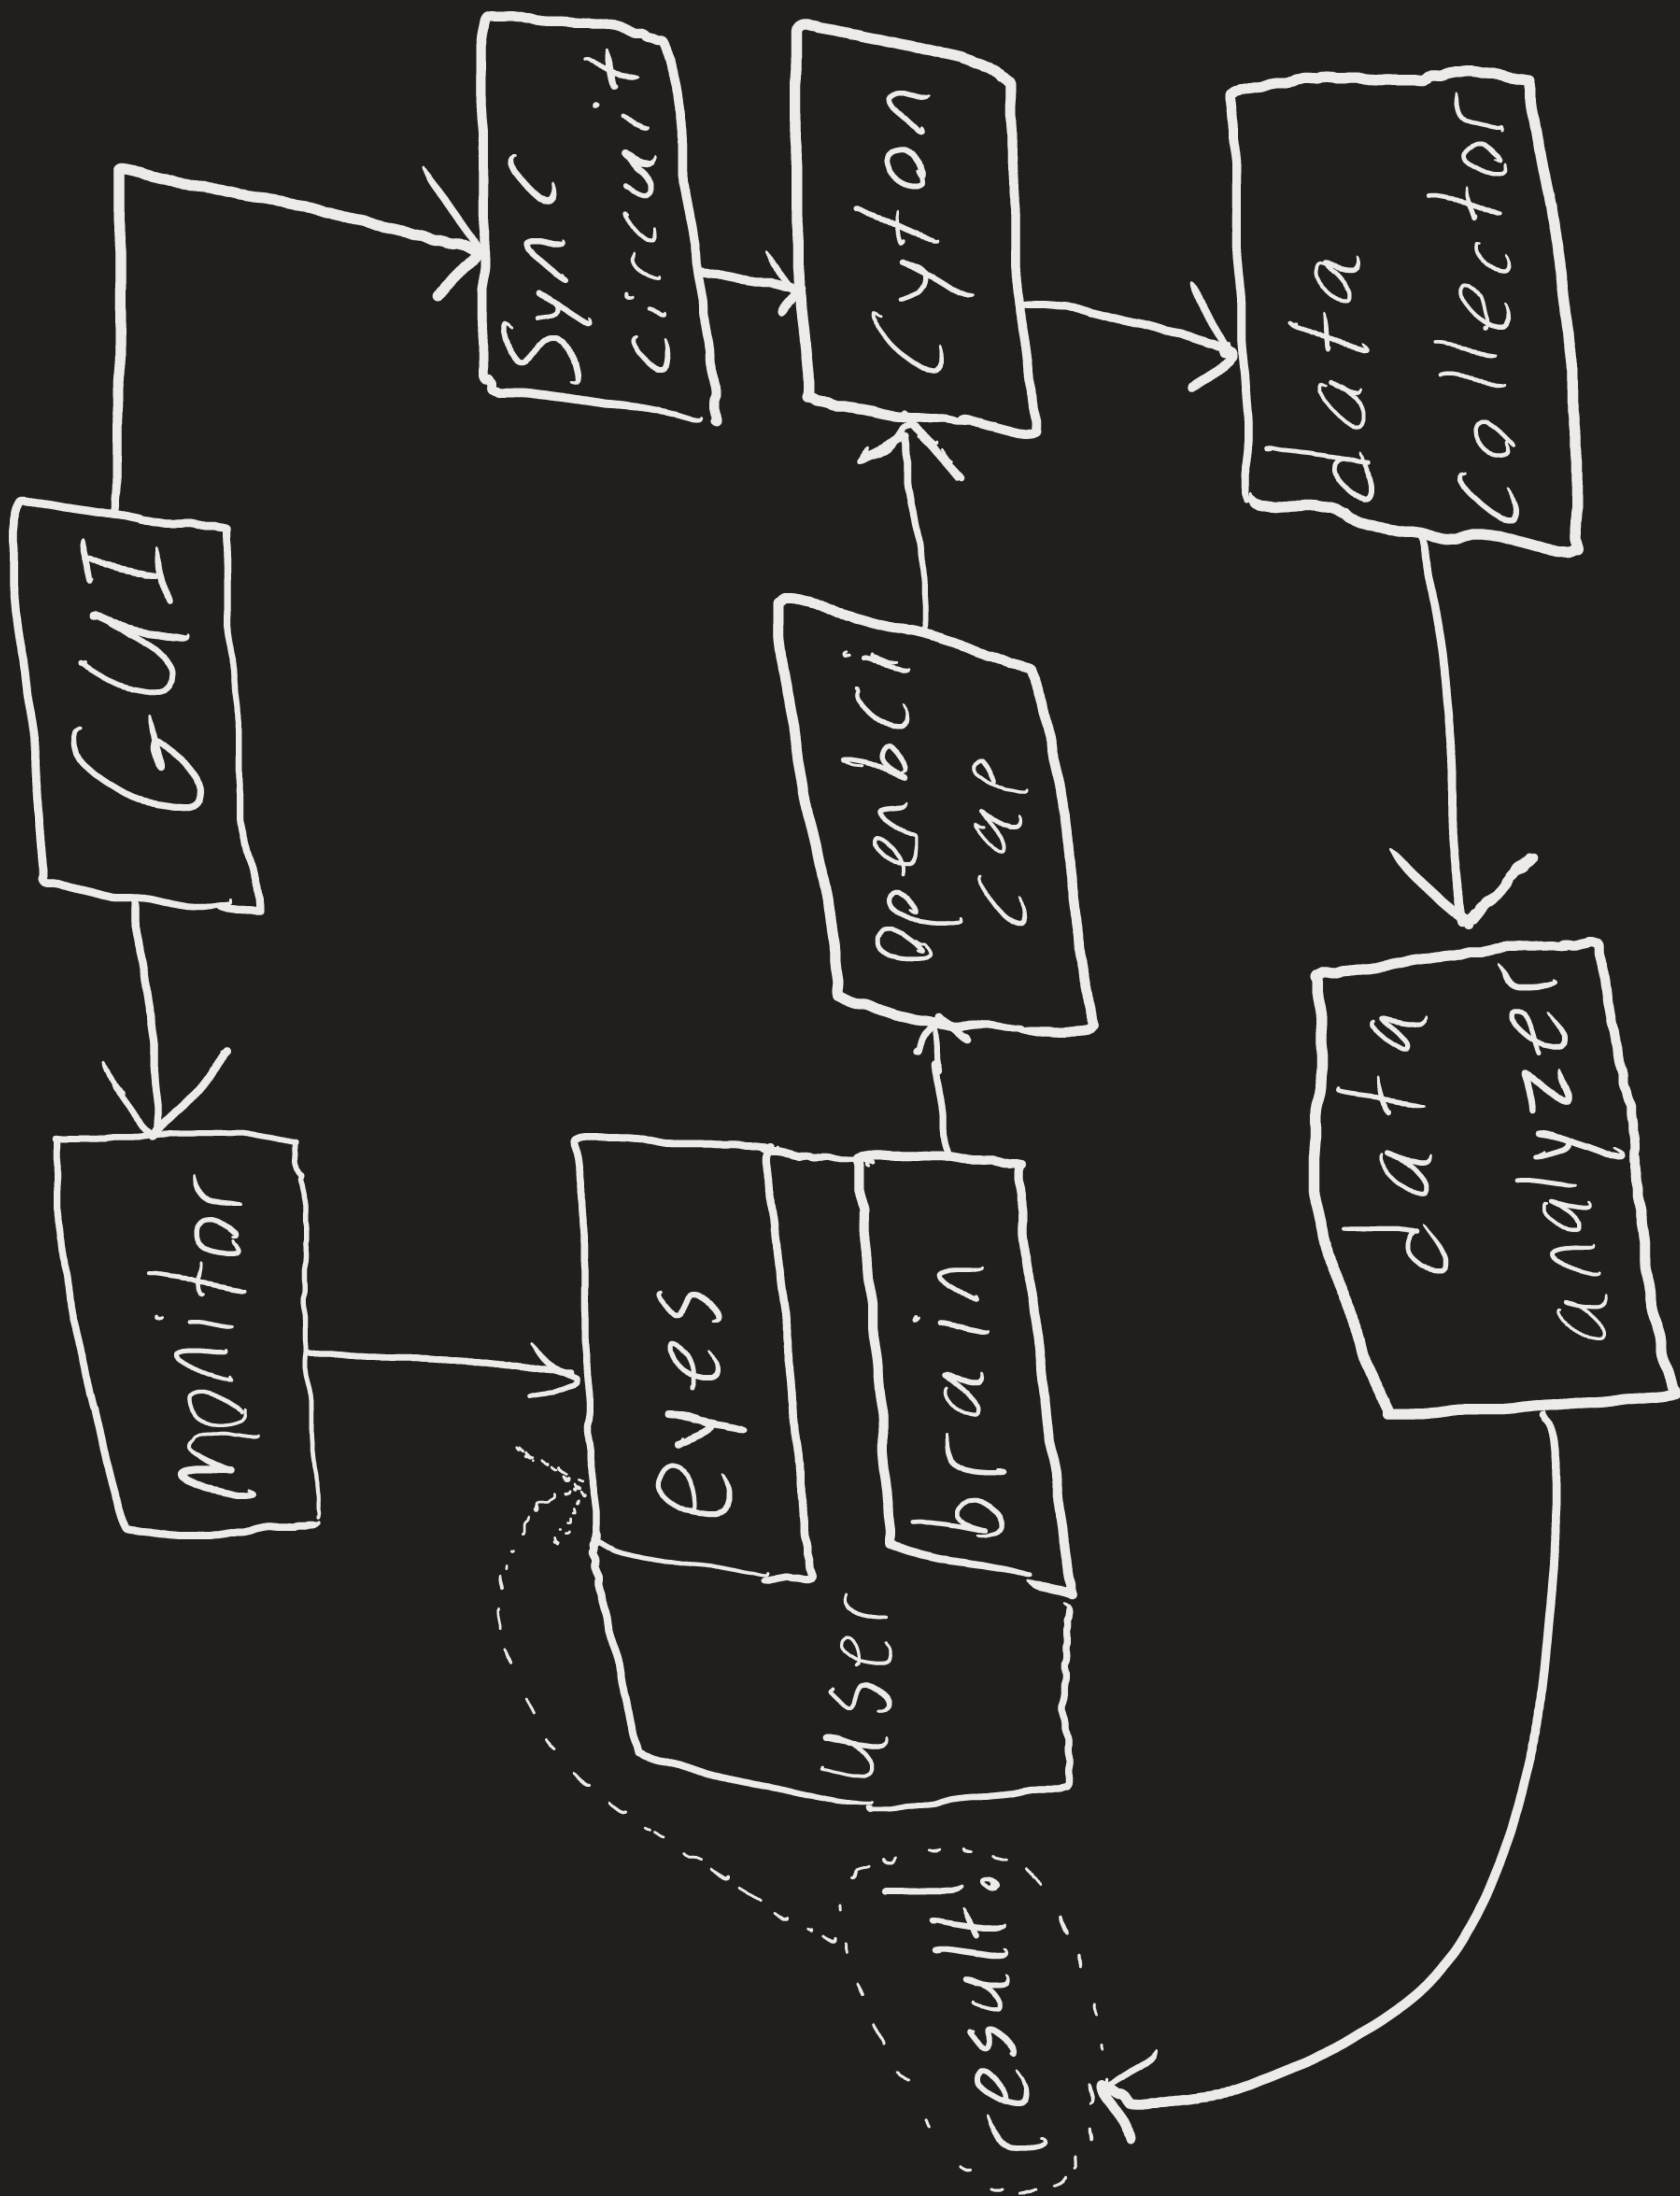 GUI
monitor
Sync
circuit
eyes
user
brain
openbci
cap
Cyton
result!
data
analyzer
data
collector